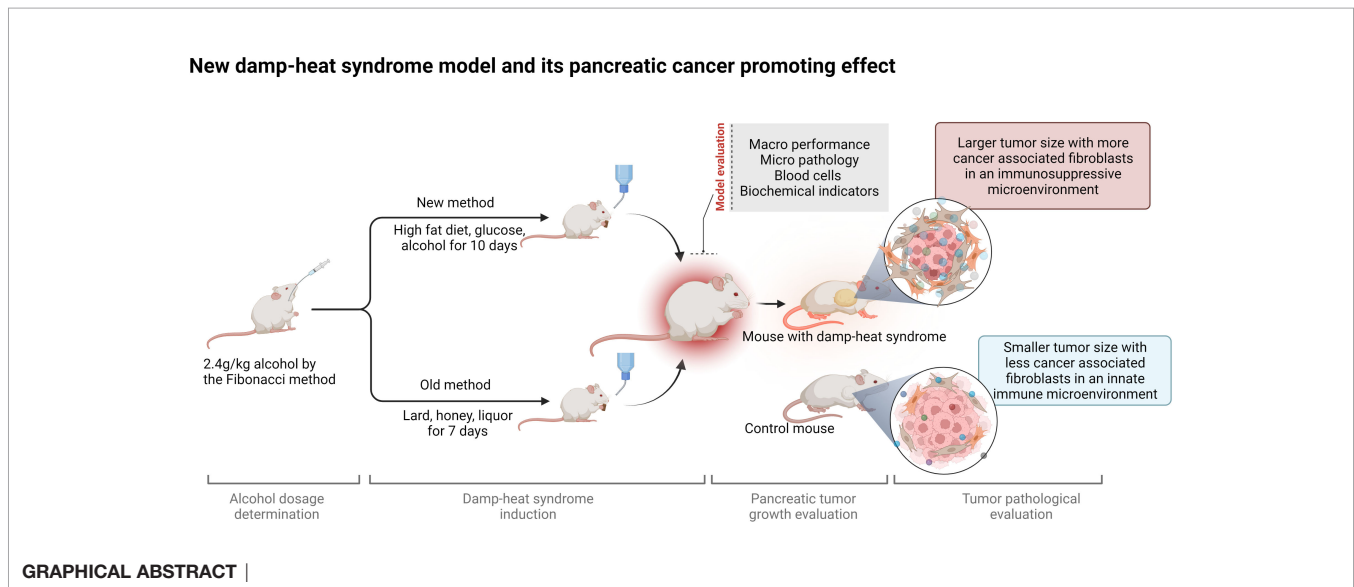 New damp-heat syndrome model and its pancreatic cancer promoting effect
2.4g/kg alcohol by
the Fibonacci method
New method
High fat diet, glucose,
alcohol for 10 days
Old method
Lard, honey, liquor
for 7 days
Model evaluation
Macro performance
Micro pathology
Blood cells
Biochemical indicators
Mouse with damp-heat syndrome
Control mouse
Larger tumor size with more
cancer associated fibroblasts
in an immunosuppressive
microenvironment
Smaller tumor size with
less cancer associated
fibroblasts in an innate
immune microenvironment
Alcohol dosage
determination
Damp-heat syndrome
induction
Pancreatic tumor
growth evaluation
Tumor pathological
evaluation
GRAPHICAL ABSTRACT |